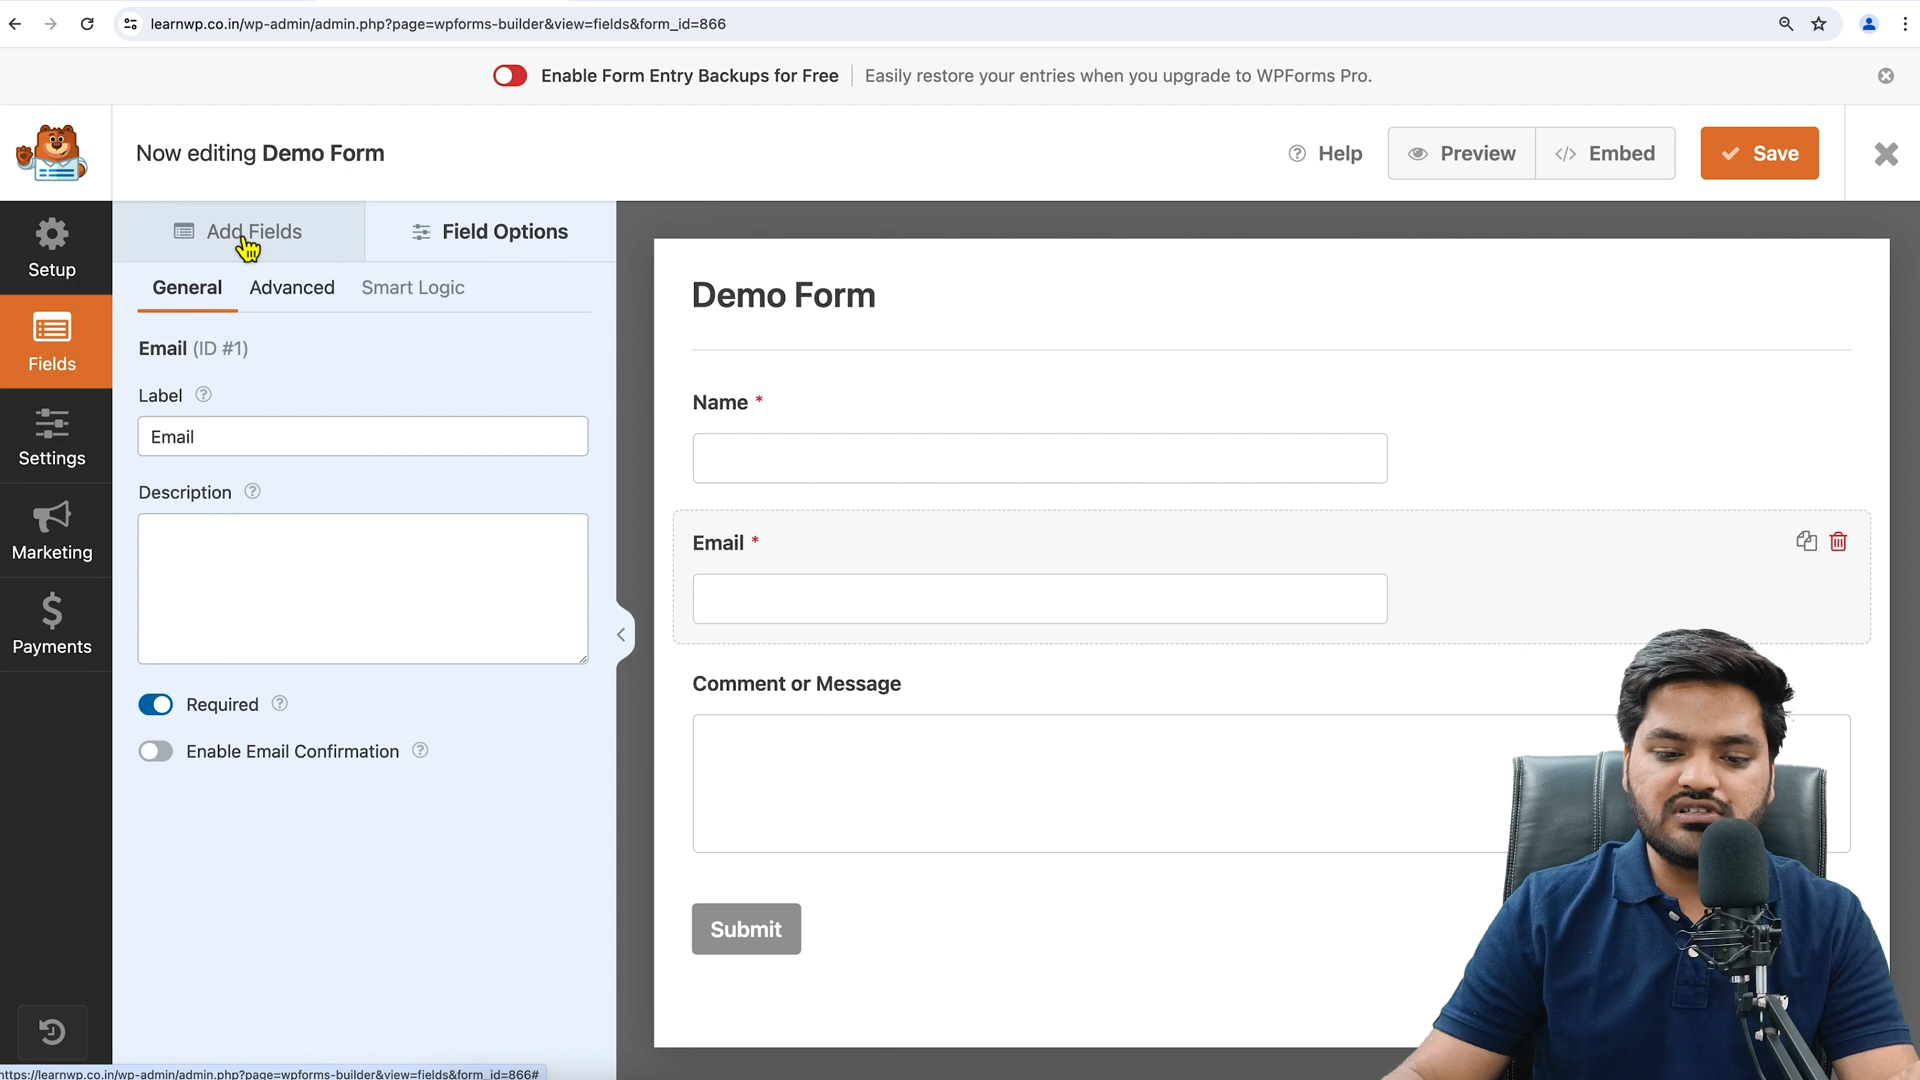 learnwp.co.in/wp-admin/admin.php?page=wpforms-builder&view=fields&form_id=866
Enable Form Entry Backups for Free
Easily restore your entries when you upgrade to WPForms Pro.
Now editing Demo Form
Help
Preview
Embed
Save
Setup
Fields
Settings
Marketing
Payments
Add Fields
Field Options
General
Advanced
Smart Logic
Email (ID #1)
Label
Email
Description
Required
Enable Email Confirmation
Demo Form
Name *
Email *
Comment or Message
Submit
https://learnwp.co.in/wp-admin/admin.php?page=wpforms-builder&view=fields&form_id=866#